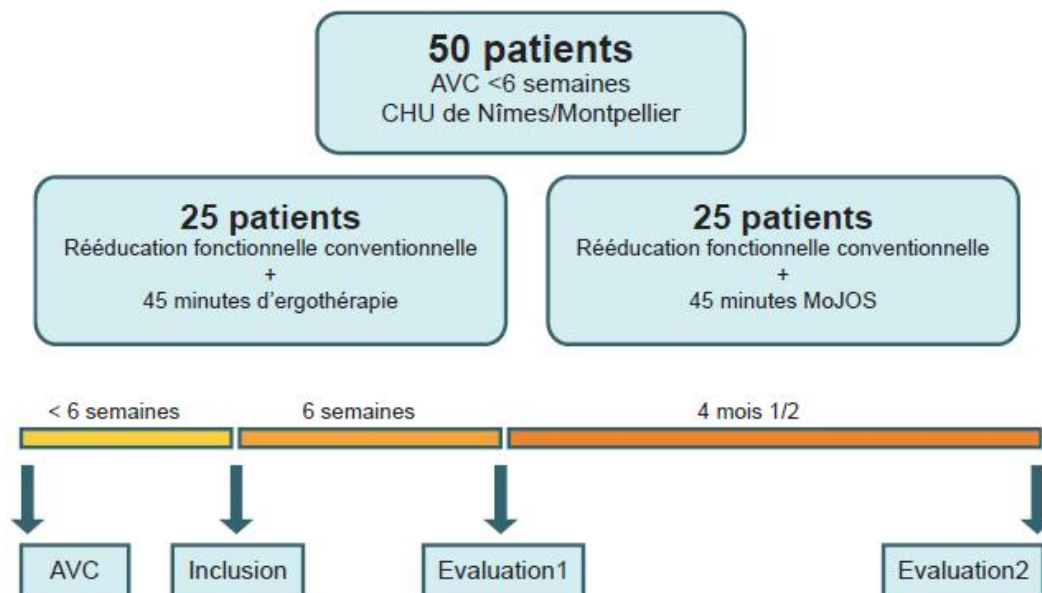 50 patients
AVC <6 semaines
CHU de Nîmes/Montpellier
25 patients
Rééducation fonctionnelle conventionnelle
+
45 minutes d'ergothérapie
25 patients
Rééducation fonctionnelle conventionnelle
+
45 minutes MoJOS
< 6 semaines
6 semaines
4 mois 1/2
AVC
Inclusion
Evaluation1
Evaluation2